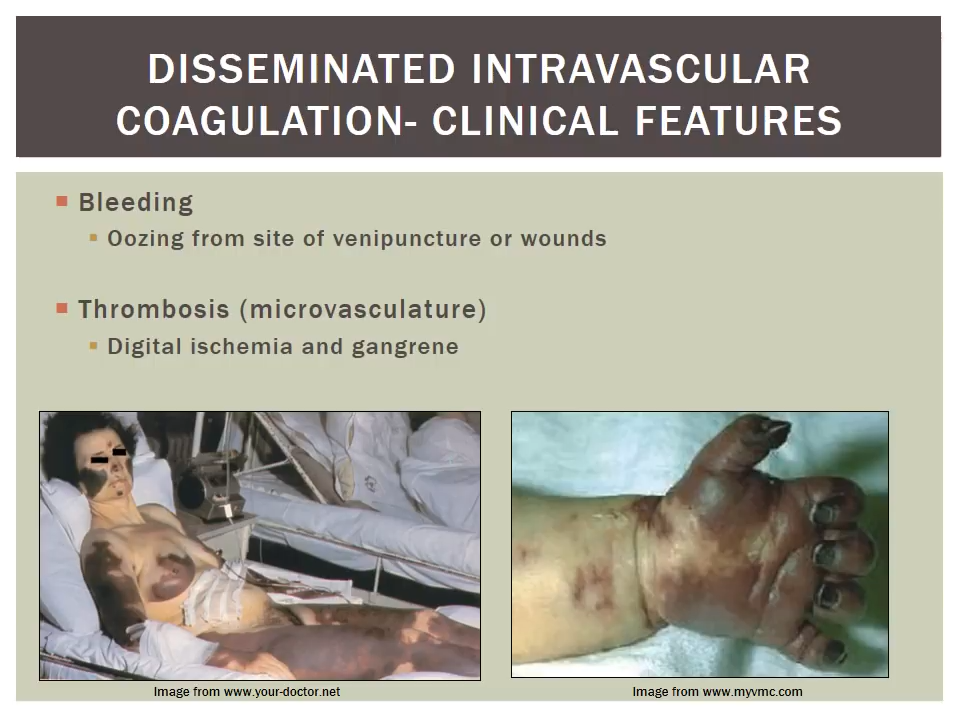 DISSEMINATED INTRAVASCULAR
COAGULATION- CLINICAL FEATURES
Bleeding
Oozing from site of venipuncture or wounds
Thrombosis (microvasculature)
Digital ischemia and gangrene
Image from www.your-doctor.net
Image from www.myvmc.com